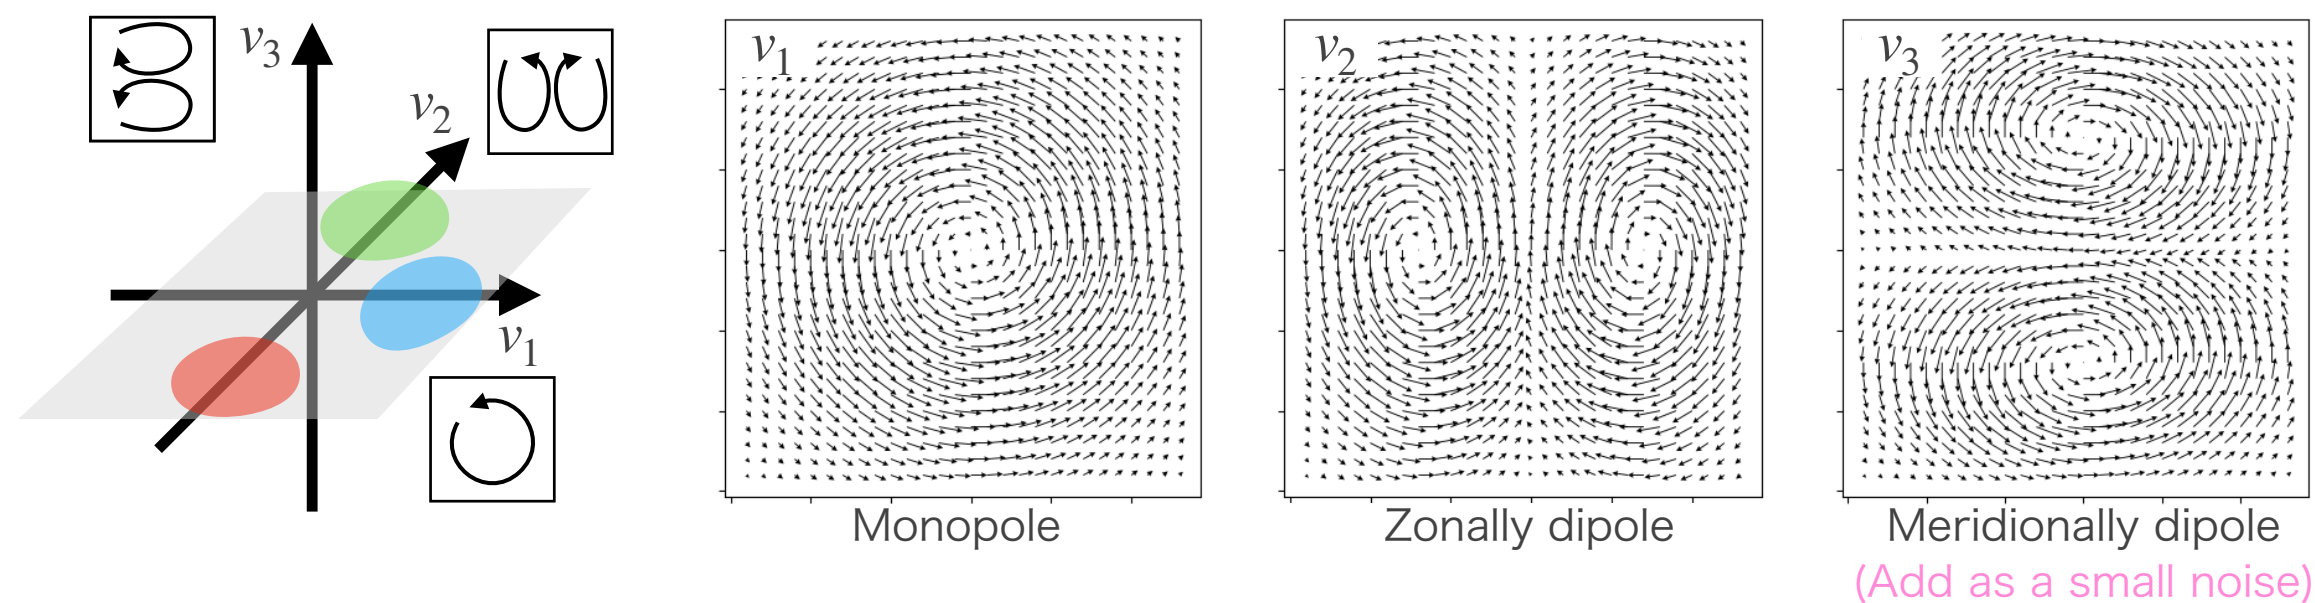 v3
v2
v1
v1
v2
v3
Monopole
Zonally dipole
Meridionally dipole
(Add as a small noise)